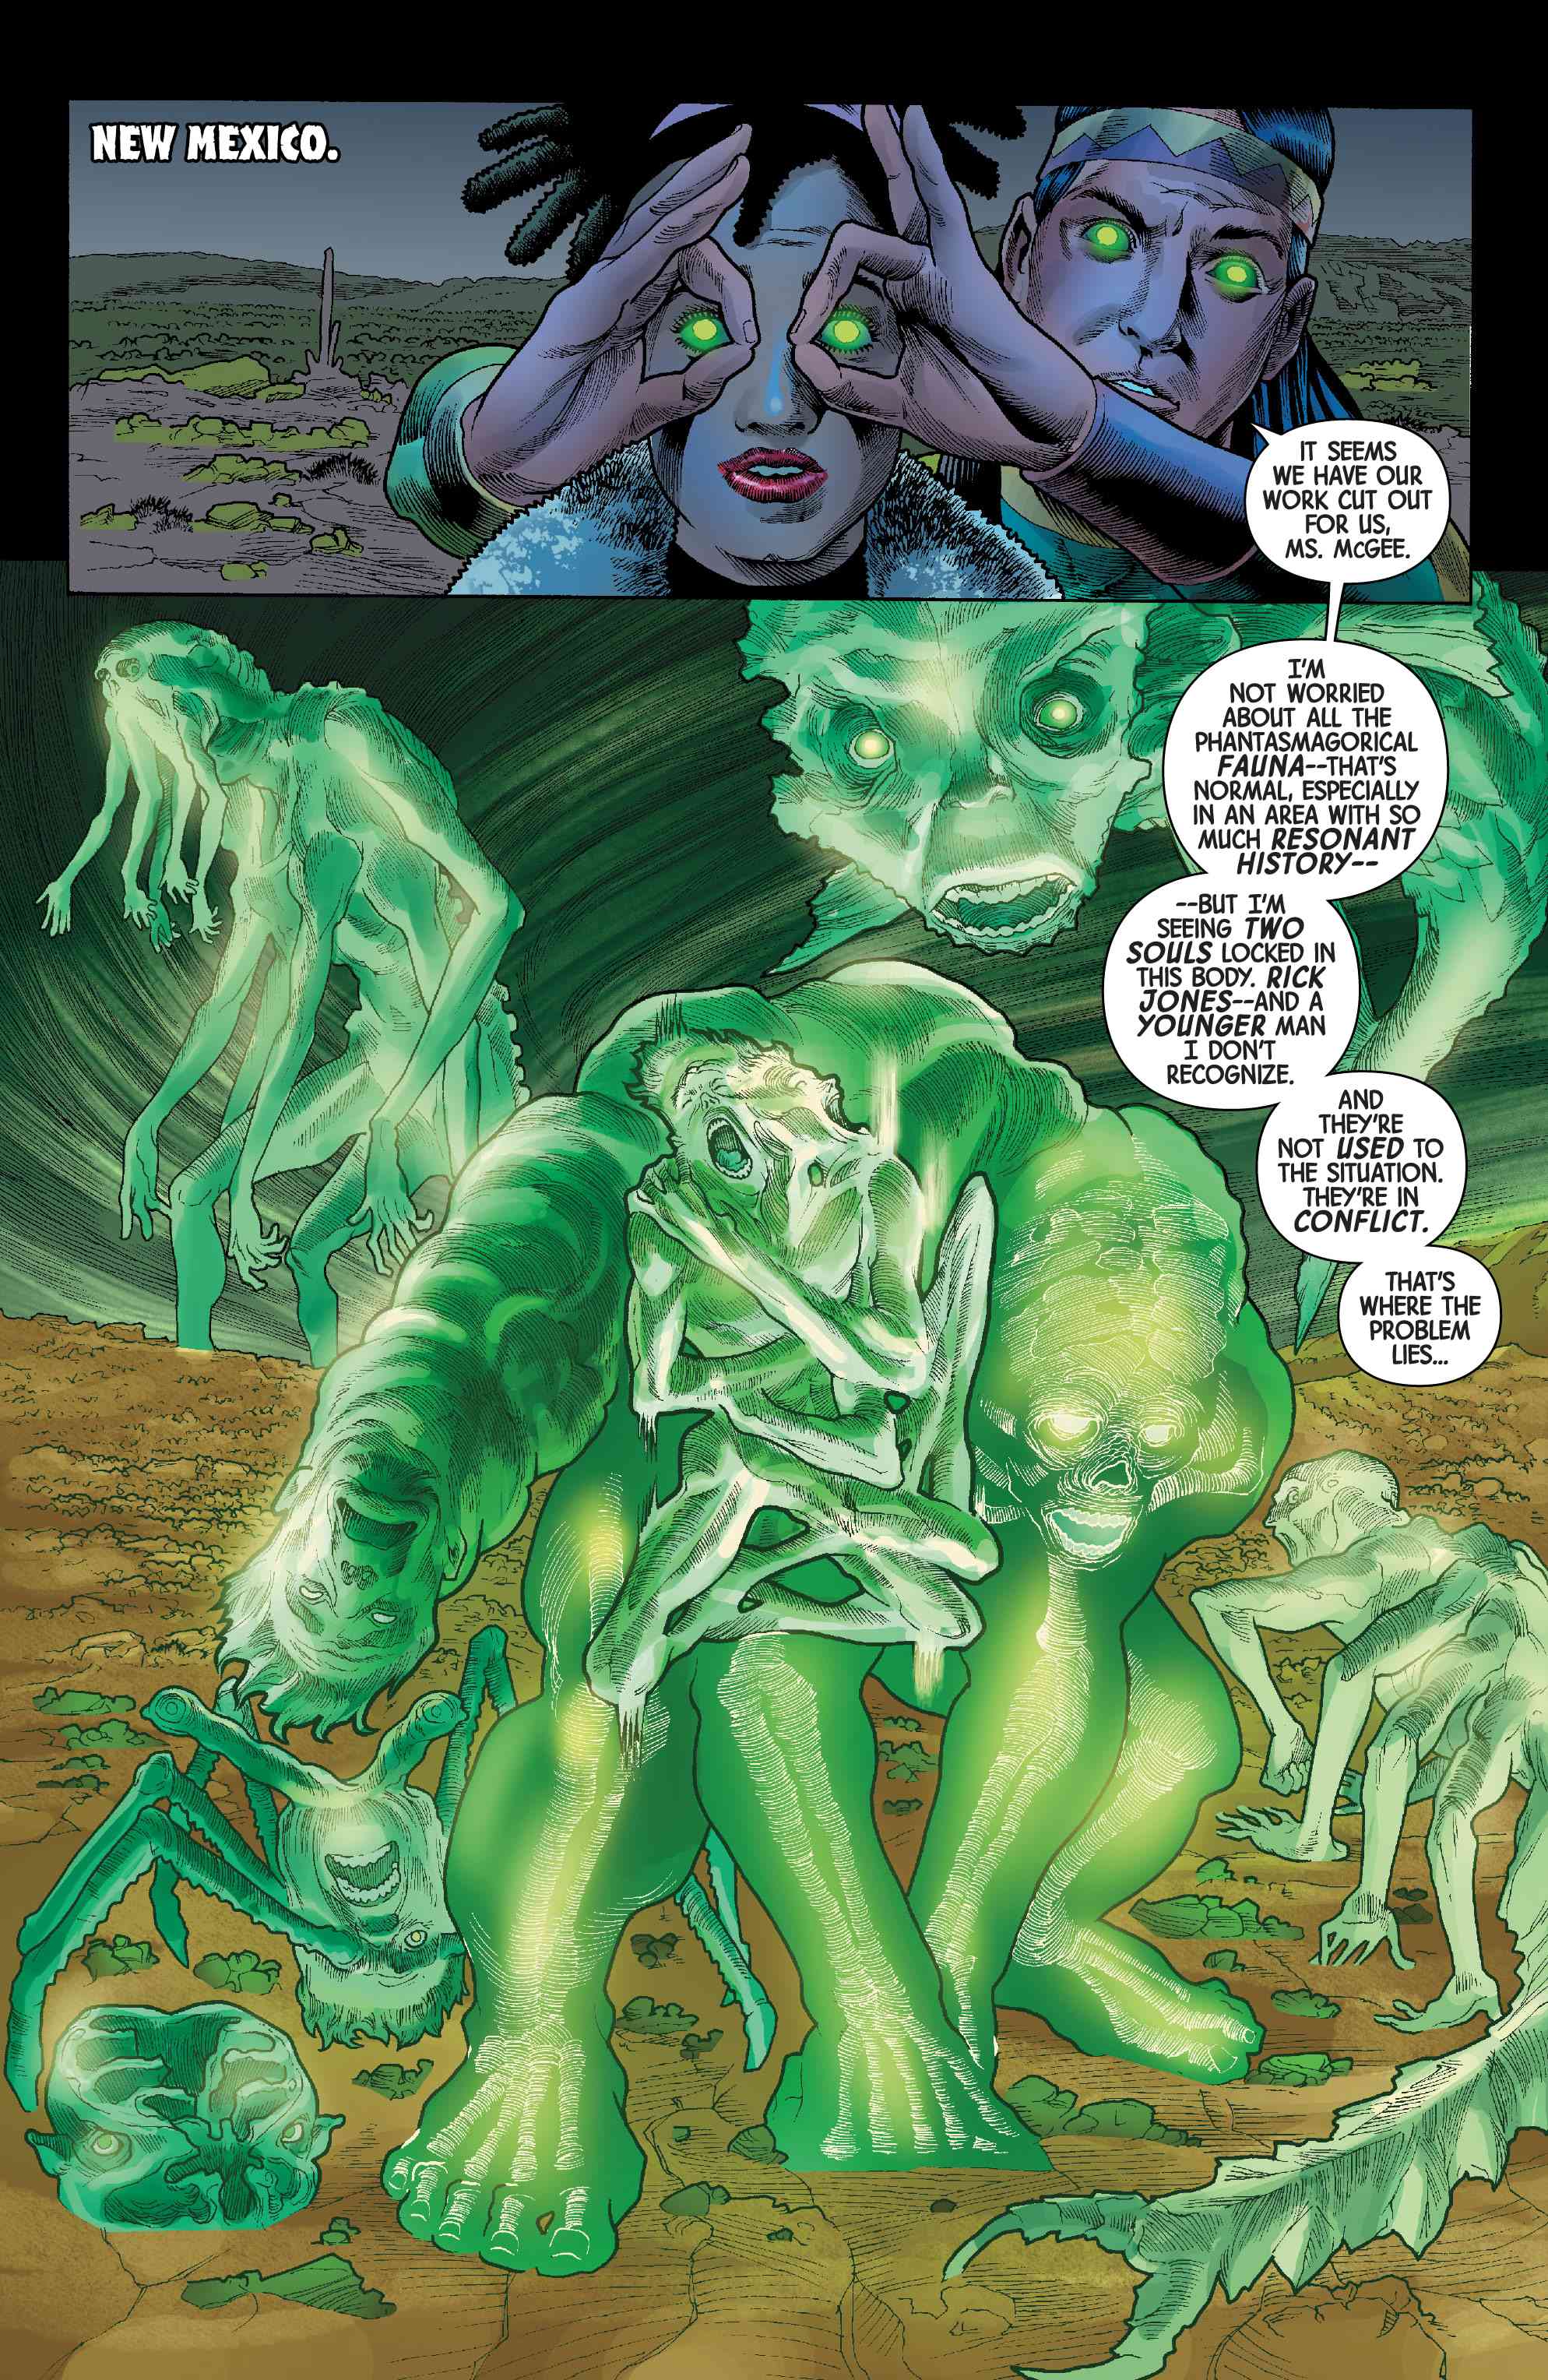 NEW MEXICO.
IT SEEMS
WE HAVE OUR
WORK CUT OUT
FOR US,
MS. McGEE.
I'M
NOT WORRIED
ABOUT ALL THE
PHANTASMAGORICAL
FAUNA--THAT'S
NORMAL, ESPECIALLY
IN AN AREA WITH SO
MUCH RESONANT
HISTORY--
--BUT I'M
SEEING TWO
SOULS LOCKED IN
THIS BODY. RICK
JONES--AND A
YOUNGER MAN
I DON'T
RECOGNIZE.
AND
THEY'RE
NOT USED TO
THE SITUATION.
THEY'RE IN
CONFLICT.
THAT'S
WHERE THE
PROBLEM
LIES...